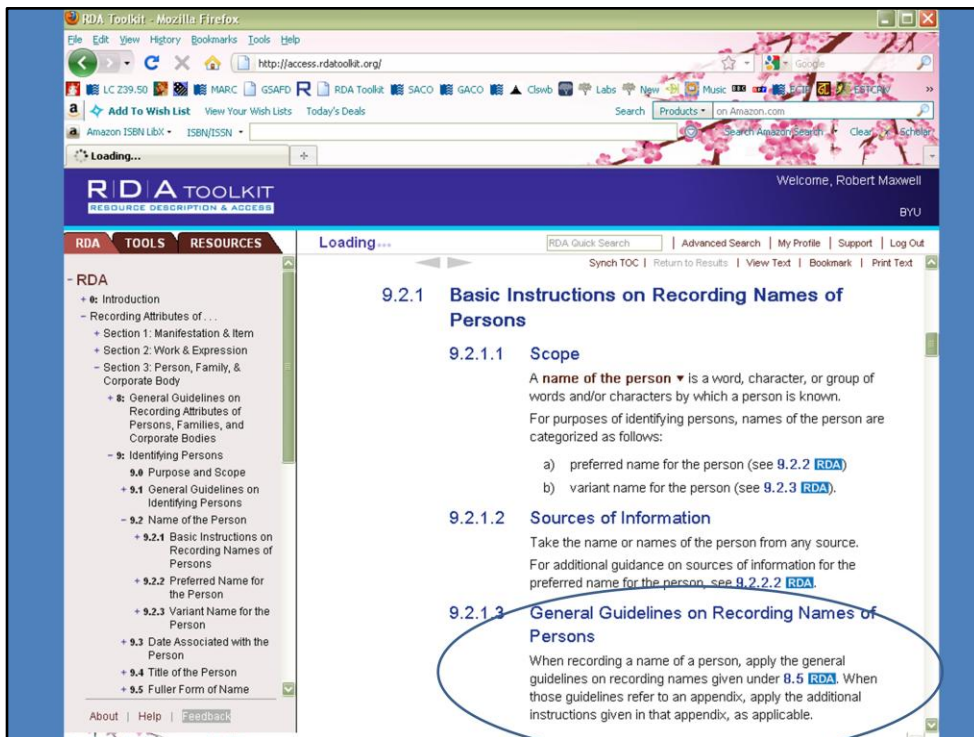 RDA Toolkit - Mozilla Firefox
File Edit View History Bookmarks Tools Help
http://access.rdatoolkit.org/
Google
LC Z39.50 MARC GSAFD RDA Toolkit SACO GACO Clswb Labs New Music ECIP ESTCRIV »
Add To Wish List View Your Wish Lists Today's Deals Search Products on Amazon.com
Amazon ISBN LibX ISBN/ISSN Search Amazon Search Clear Scholar
Loading...
RDA TOOLKIT
RESOURCE DESCRIPTION & ACCESS
Welcome, Robert Maxwell
BYU
RDA TOOLS RESOURCES
Loading...
RDA Quick Search | Advanced Search | My Profile | Support | Log Out
Synch TOC | Return to Results | View Text | Bookmark | Print Text
- RDA
+ 0: Introduction
- Recording Attributes of . . .
+ Section 1: Manifestation & Item
+ Section 2: Work & Expression
- Section 3: Person, Family, &
Corporate Body
+ 8: General Guidelines on
Recording Attributes of
Persons, Families, and
Corporate Bodies
- 9: Identifying Persons
9.0 Purpose and Scope
+ 9.1 General Guidelines on
Identifying Persons
- 9.2 Name of the Person
+ 9.2.1 Basic Instructions on
Recording Names of
Persons
+ 9.2.2 Preferred Name for
the Person
+ 9.2.3 Variant Name for the
Person
+ 9.3 Date Associated with the
Person
+ 9.4 Title of the Person
+ 9.5 Fuller Form of Name
About | Help | Feedback
9.2.1 Basic Instructions on Recording Names of
Persons
9.2.1.1 Scope
A name of the person ▾ is a word, character, or group of
words and/or characters by which a person is known.
For purposes of identifying persons, names of the person are
categorized as follows:
a) preferred name for the person (see 9.2.2 RDA)
b) variant name for the person (see 9.2.3 RDA).
9.2.1.2 Sources of Information
Take the name or names of the person from any source.
For additional guidance on sources of information for the
preferred name for the person, see 9.2.2.2 RDA.
9.2.1.3 General Guidelines on Recording Names of
Persons
When recording a name of a person, apply the general
guidelines on recording names given under 8.5 RDA. When
those guidelines refer to an appendix, apply the additional
instructions given in that appendix, as applicable.